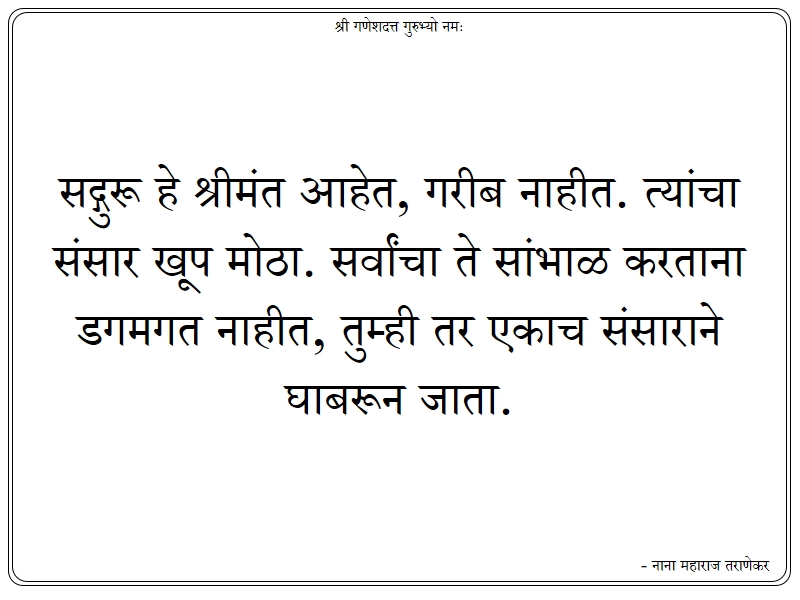 श्री गणेशदत्त गुरुभ्यो नमः
सद्गुरू हे श्रीमंत आहेत, गरीब नाहीत. त्यांचा
संसार खूप मोठा. सर्वांचा ते सांभाळ करताना
डगमगत नाहीत, तुम्ही तर एकाच संसाराने
घाबरून जाता.
- नाना महाराज तराणेकर